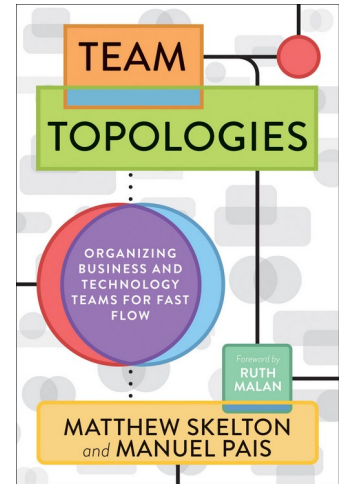 TEAM
TOPOLOGIES
ORGANIZING
BUSINESS AND
TECHNOLOGY
TEAMS FOR FAST
FLOW
Foreword by
RUTH
MALAN
MATTHEW SKELTON
and MANUEL PAIS